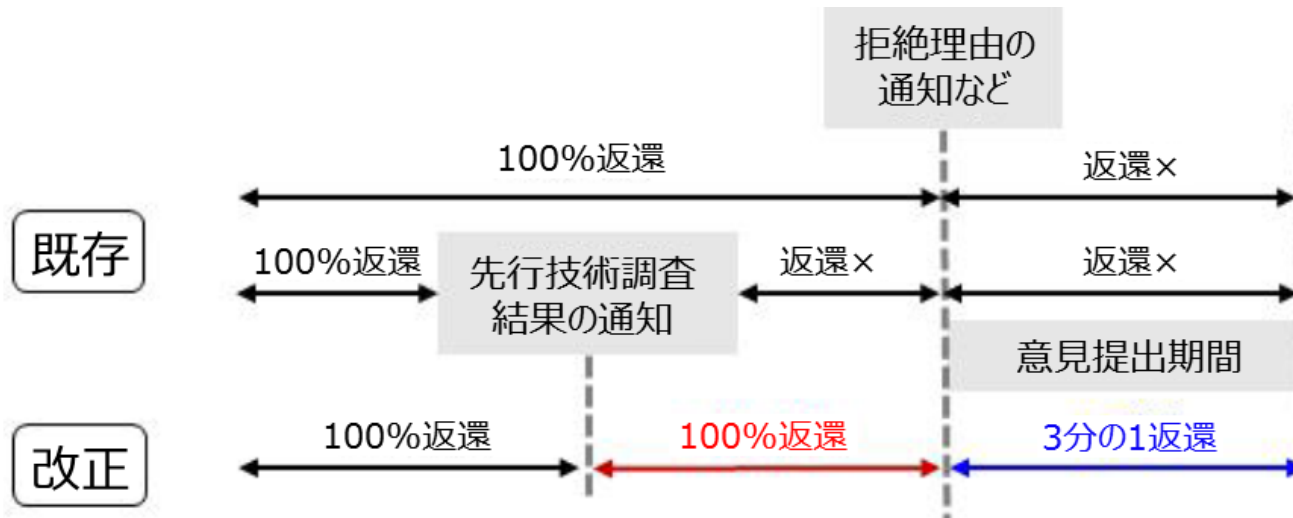 拒絶理由の
通知など
100%返還
返還×
既存
100%返還
先行技術調査
結果の通知
返還×
返還×
意見提出期間
改正
100%返還
100%返還
3分の1返還